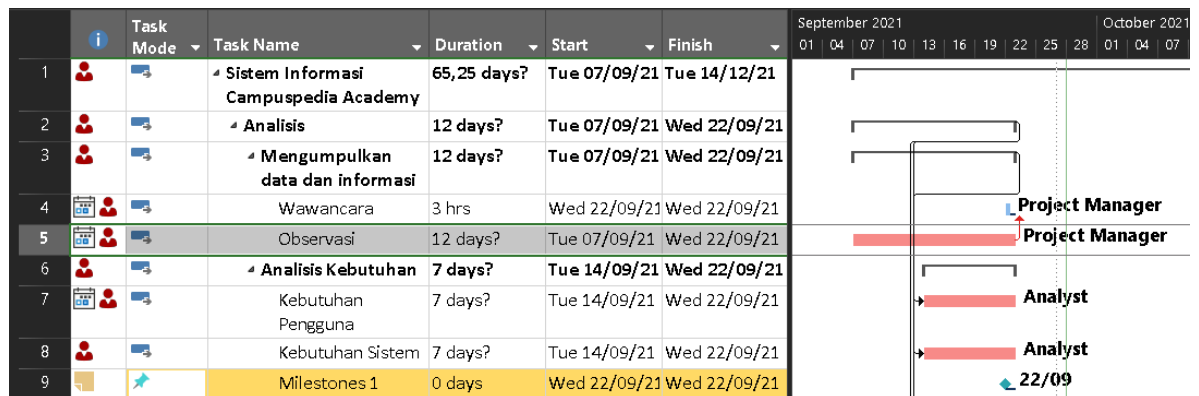 September 2021 October 2021
Task Mode Task Name Duration Start Finish 01 04 07 10 13 16 19 22 25 28 01 04 07
1 Sistem Informasi Campuspedia Academy 65,25 days? Tue 07/09/21 Tue 14/12/21
2 Analisis 12 days? Tue 07/09/21 Wed 22/09/21
3 Mengumpulkan data dan informasi 12 days? Tue 07/09/21 Wed 22/09/21
4 Wawancara 3 hrs Wed 22/09/21 Wed 22/09/21 Project Manager
5 Observasi 12 days? Tue 07/09/21 Wed 22/09/21 Project Manager
6 Analisis Kebutuhan 7 days? Tue 14/09/21 Wed 22/09/21
7 Kebutuhan Pengguna 7 days? Tue 14/09/21 Wed 22/09/21 Analyst
8 Kebutuhan Sistem 7 days? Tue 14/09/21 Wed 22/09/21 Analyst
9 Milestones 1 0 days Wed 22/09/21 Wed 22/09/21 22/09